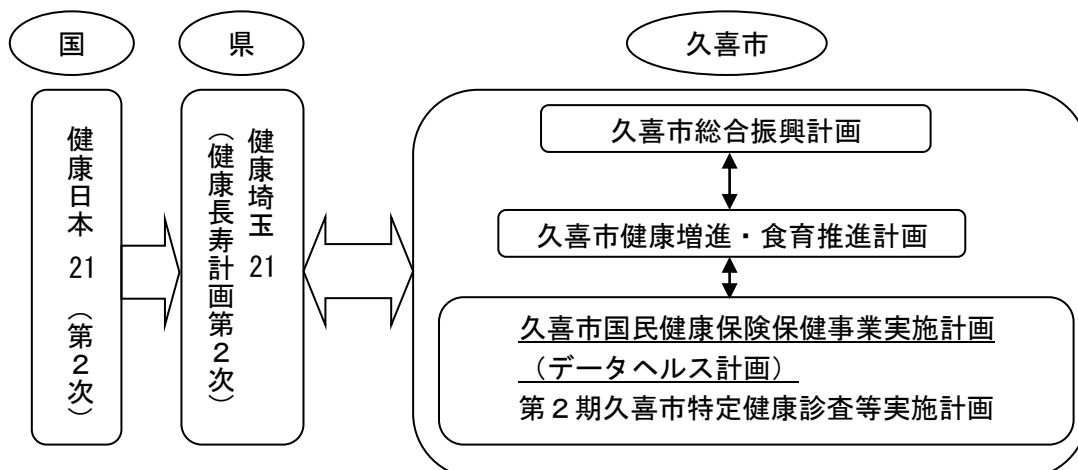 国
県
久喜市
健康日本 21 (第２次)
健康埼玉 21
(健康長寿計画第２次)
久喜市総合振興計画
久喜市健康増進・食育推進計画
久喜市国民健康保険保健事業実施計画
（データヘルス計画）
第２期久喜市特定健康診査等実施計画